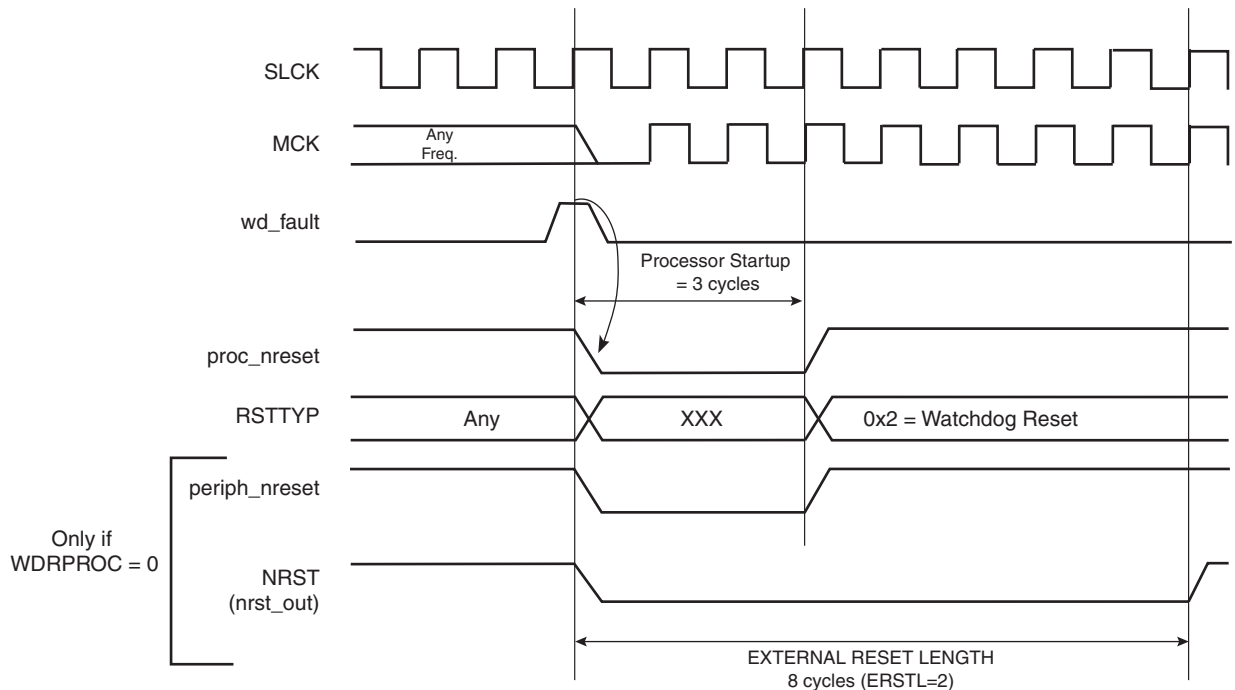 SLCK
MCK
Any
Freq.
wd_fault
Processor Startup
= 3 cycles
proc_nreset
RSTTYP
Any
XXX
0x2 = Watchdog Reset
periph_nreset
Only if
WDRPROC = 0
NRST
(nrst_out)
EXTERNAL RESET LENGTH
8 cycles (ERSTL=2)